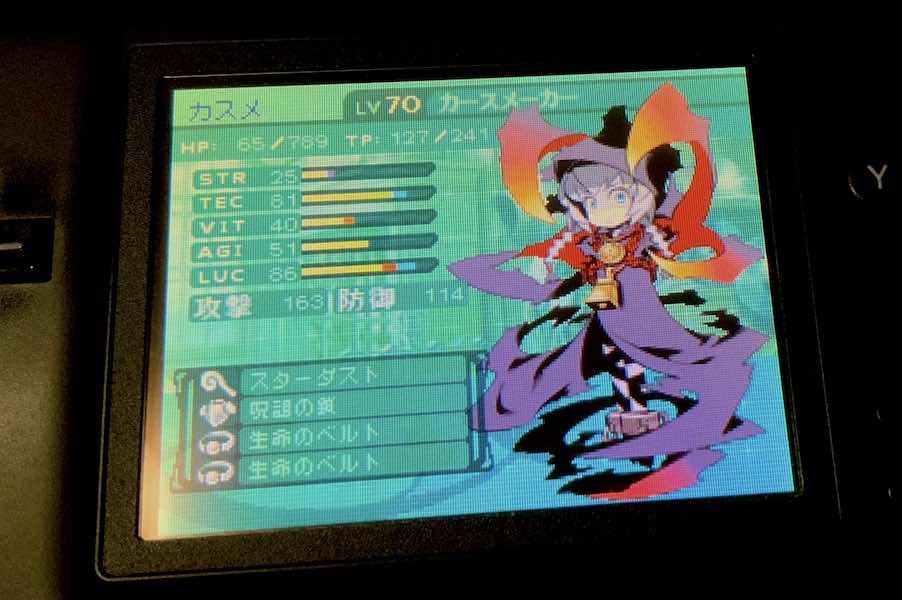 カスメ LV70 カースメーカー
HP: 65/789 TP: 127/241
STR 25
TEC 81
VIT 40
AGI 51
LUC 86
攻撃 163 防御 114
スターダスト
呪詛の鎖
生命のベルト
生命のベルト
Y